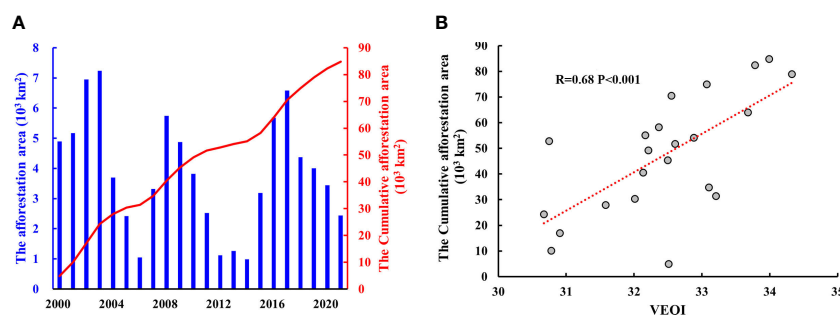 A
The afforestation area (10³ km²)
8
7
6
5
4
3
2
1
0
2000 2004 2008 2012 2016 2020
90
80
70
60
50
40
30
20
10
0
The Cumulative afforestation area
(10³ km²)
B
The Cumulative afforestation area
(10³ km²)
90
80
70
60
50
40
30
20
10
0
R=0.68 P<0.001
30 31 32 33 34 35
VEOI